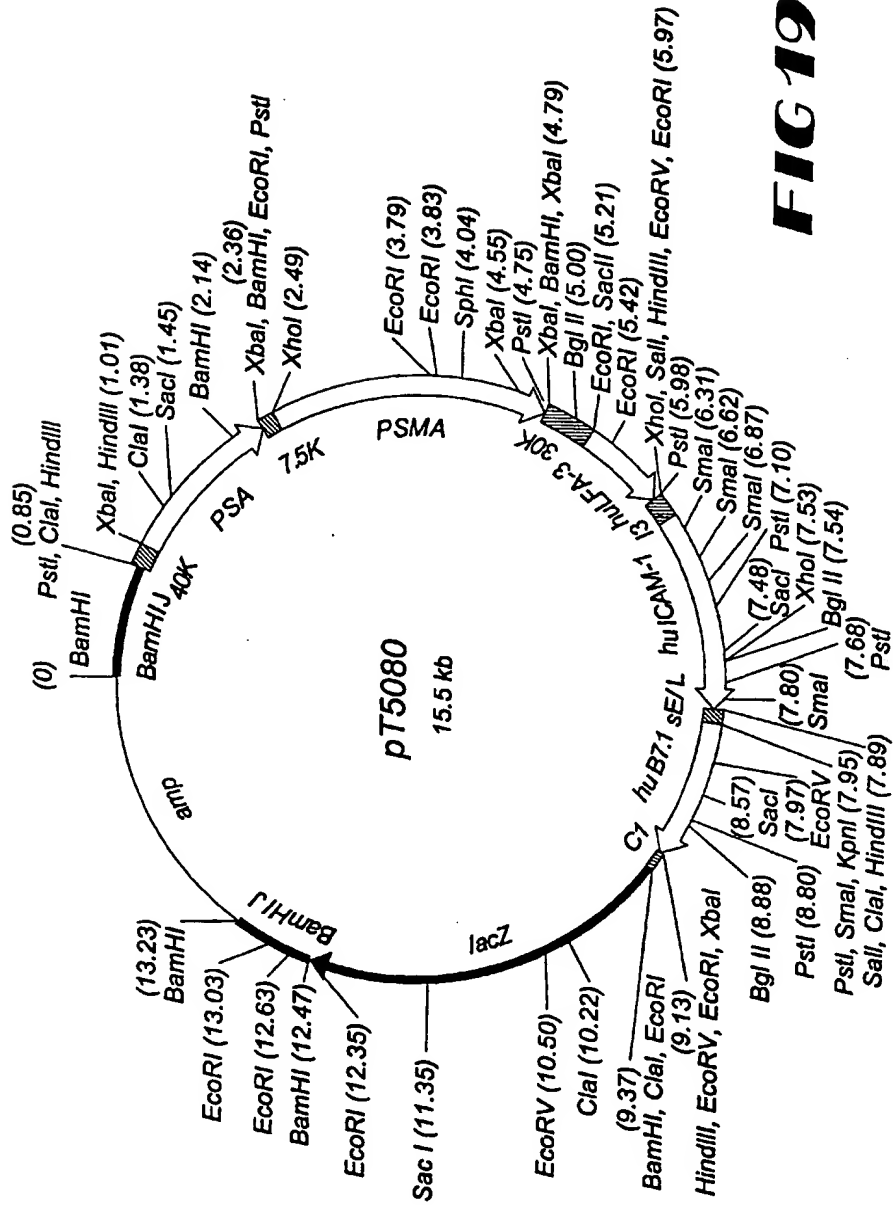 (0)
BamHI
(0.85)
PstI, ClaI, HindIII
XbaI, HindIII (1.01)
ClaI (1.38)
SacI (1.45)
BamHI (2.14)
(2.36)
XbaI, BamHI, EcoRI, PstI
XhoI (2.49)
EcoRI (3.79)
EcoRI (3.83)
SphI (4.04)
XbaI (4.55)
PstI (4.75)
XbaI, BamHI, XbaI (4.79)
Bgl II (5.00)
EcoRI, SacII (5.21)
EcoRI (5.42)
XhoI, SalI, HindIII, EcoRV, EcoRI (5.97)
PstI (5.98)
SmaI (6.31)
SmaI (6.62)
SmaI (6.87)
PstI (7.10)
(7.48)
SacI
XhoI (7.53)
Bgl II (7.54)
(7.68)
PstI
(7.80)
SmaI
SalI, ClaI, HindIII (7.89)
PstI, SmaI, KpnI (7.95)
(7.97)
EcoRV
(8.57)
SacI
PstI (8.80)
Bgl II (8.88)
(9.13)
HindIII, EcoRV, EcoRI, XbaI
(9.37)
BamHI, ClaI, EcoRI
ClaI (10.22)
EcoRV (10.50)
Sac I (11.35)
EcoRI (12.35)
BamHI (12.47)
EcoRI (12.63)
EcoRI (13.03)
(13.23)
BamHI
BamHI J
40K
PSA
7.5K
PSMA
30K
huLFA-3
I3
hu ICAM-1
sE/L
hu B7.1
C1
lacZ
BamHI J
amp
pT5080
15.5 kb
FIG 19